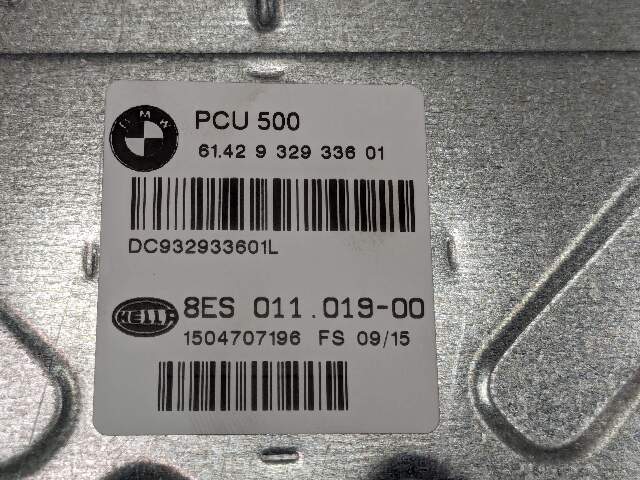 BMW
PCU 500
61.42 9 329 336 01
DC932933601L
HELLA
8ES 011.019-00
1504707196 FS 09/15